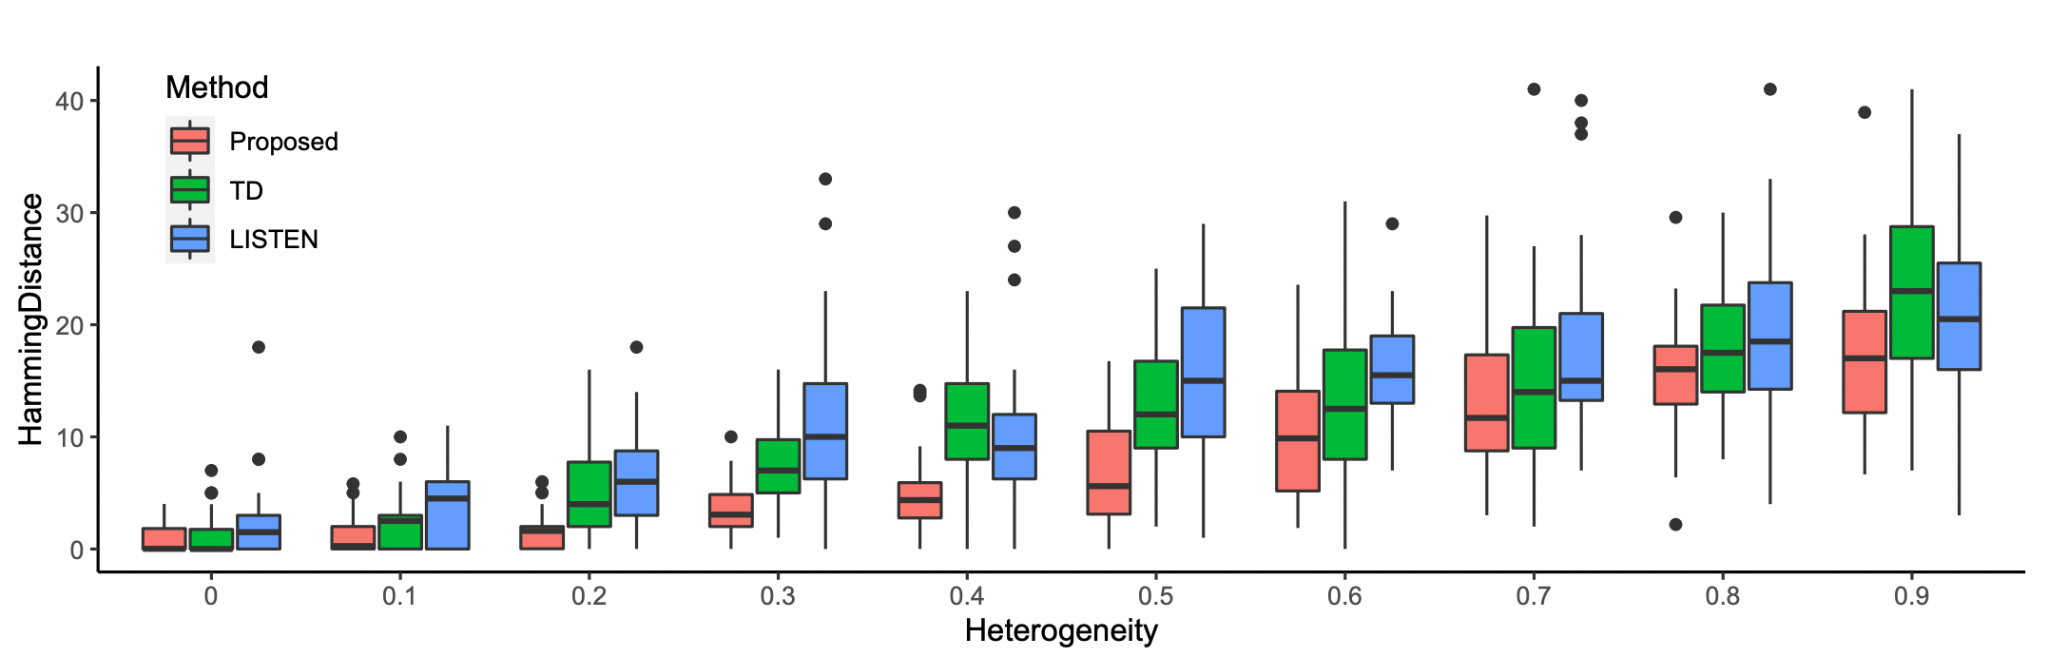 Method
Proposed
TD
LISTEN
HammingDistance
40
30
20
10
0
0 0.1 0.2 0.3 0.4 0.5 0.6 0.7 0.8 0.9
Heterogeneity